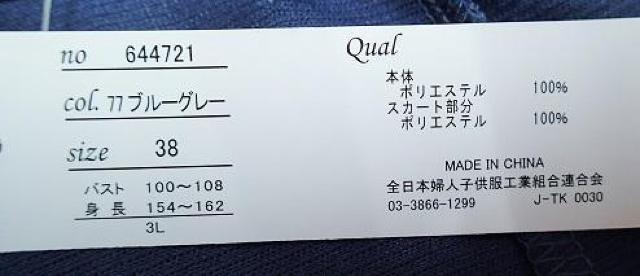 no 644721
col. 77ブルーグレー
size 38
バスト 100〜108
身長 154〜162
3L
Qual
本体
ポリエステル 100%
スカート部分
ポリエステル 100%
MADE IN CHINA
全日本婦人子供服工業組合連合会
03-3866-1299 J-TK 0030